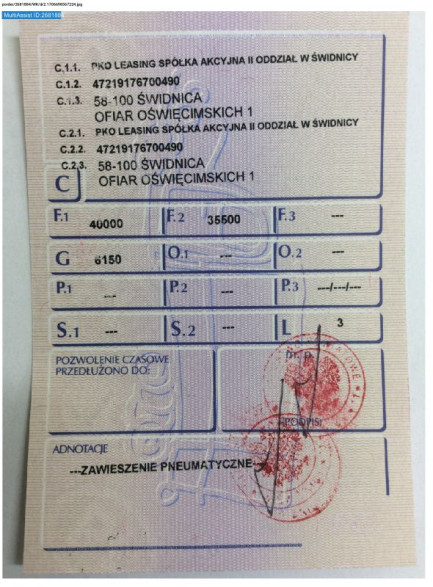 MultiAssist ID:
C.1.1. PKO LEASING SPÓŁKA AKCYJNA II ODDZIAŁ W ŚWIDNICY
C.1.2. 47219176700490
C.1.3. 58-100 ŚWIDNICA
OFIAR OŚWIĘCIMSKICH 1
C.2.1. PKO LEASING SPÓŁKA AKCYJNA II ODDZIAŁ W ŚWIDNICY
C.2.2. 47219176700490
C.2.3. 58-100 ŚWIDNICA
OFIAR OŚWIĘCIMSKICH 1
C
F.1 40000 F.2 35500 F.3 ---
G 6150 O.1 --- O.2 ---
P.1 --- P.2 --- P.3 ---/---/---
S.1 --- S.2 --- L 3
POZWOLENIE CZASOWE
PRZEDŁUŻONO DO:
PODPIS:
ADNOTACJE
---ZAWIESZENIE PNEUMATYCZNE